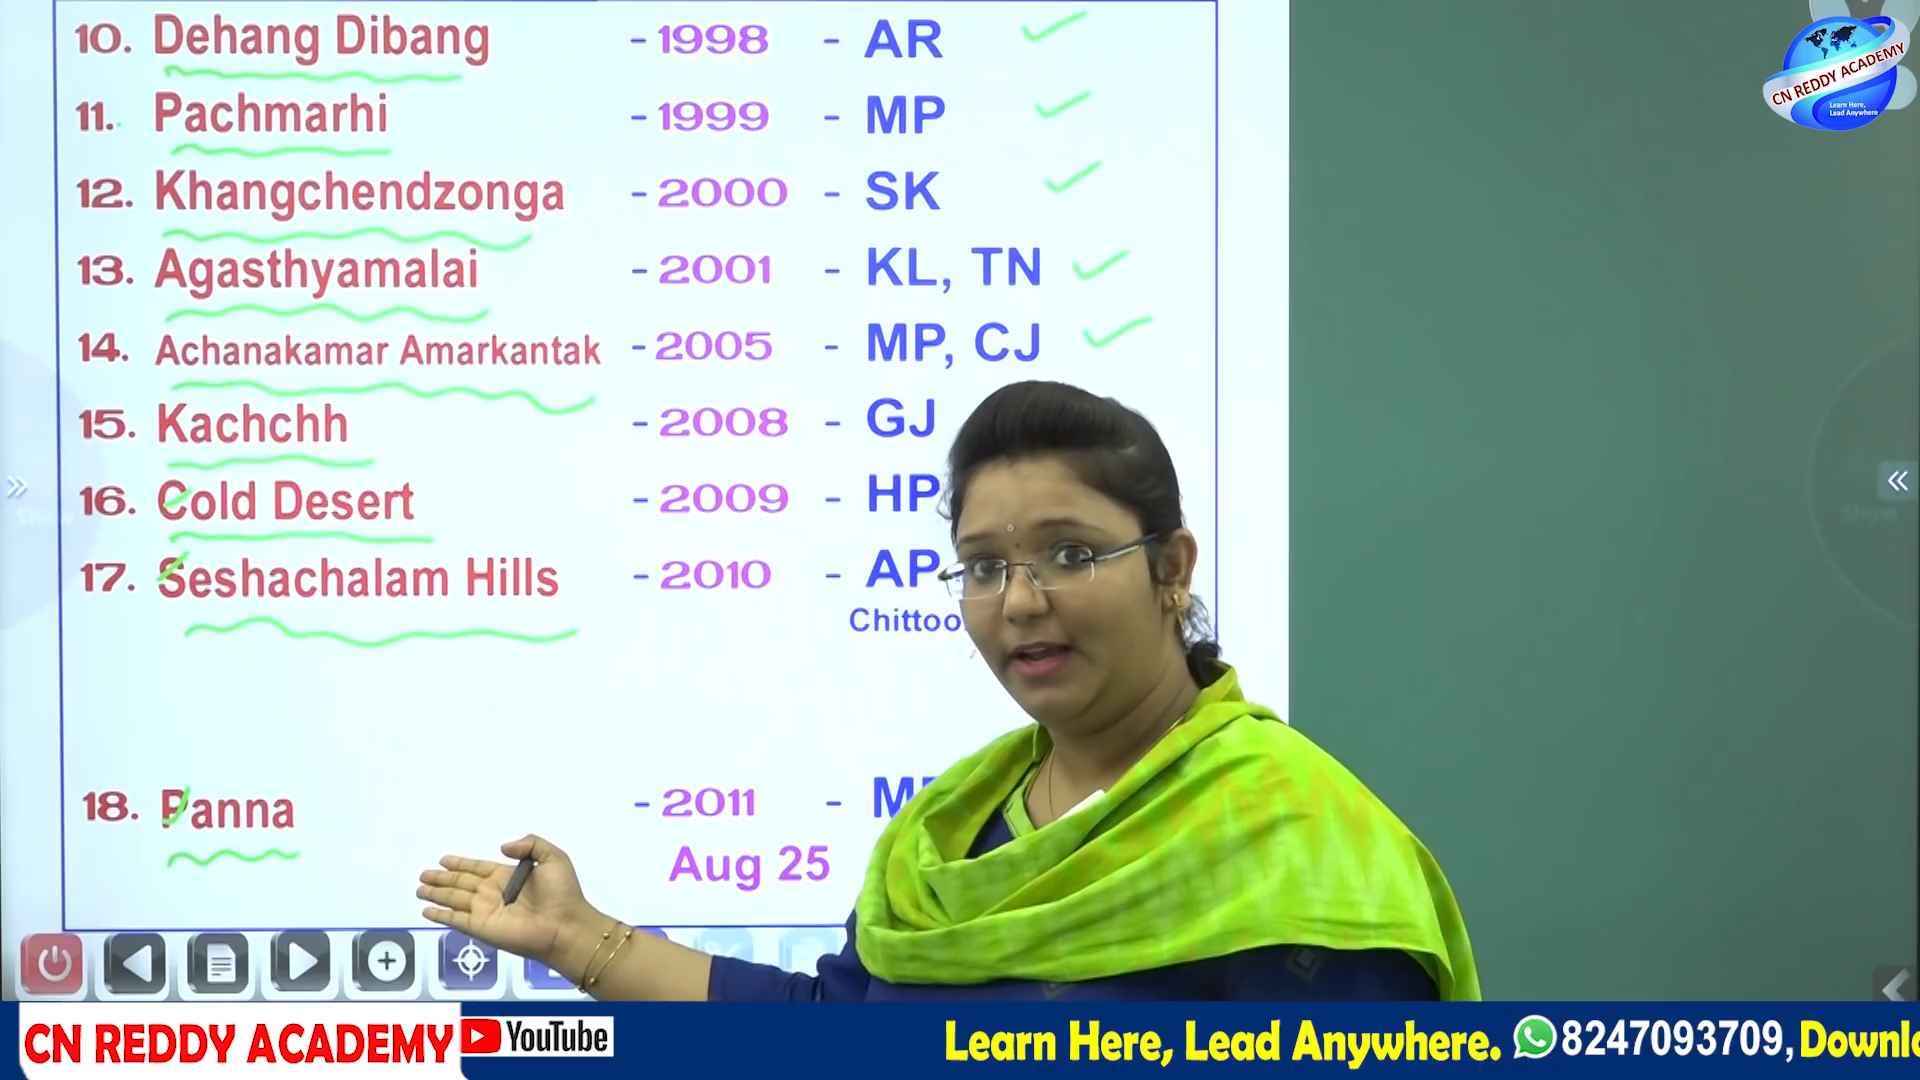 10. Dehang Dibang - 1998 - AR
11. Pachmarhi - 1999 - MP
12. Khangchendzonga - 2000 - SK
13. Agasthyamalai - 2001 - KL, TN
14. Achanakamar Amarkantak - 2005 - MP, CJ
15. Kachchh - 2008 - GJ
16. Cold Desert - 2009 - HP
17. Seshachalam Hills - 2010 - AP
18. Panna - 2011 -
Aug 25
CN REDDY ACADEMY
Learn Here,
Lead Anywhere
Show
Show
CN REDDY ACADEMY YouTube Learn Here, Lead Anywhere. 8247093709,